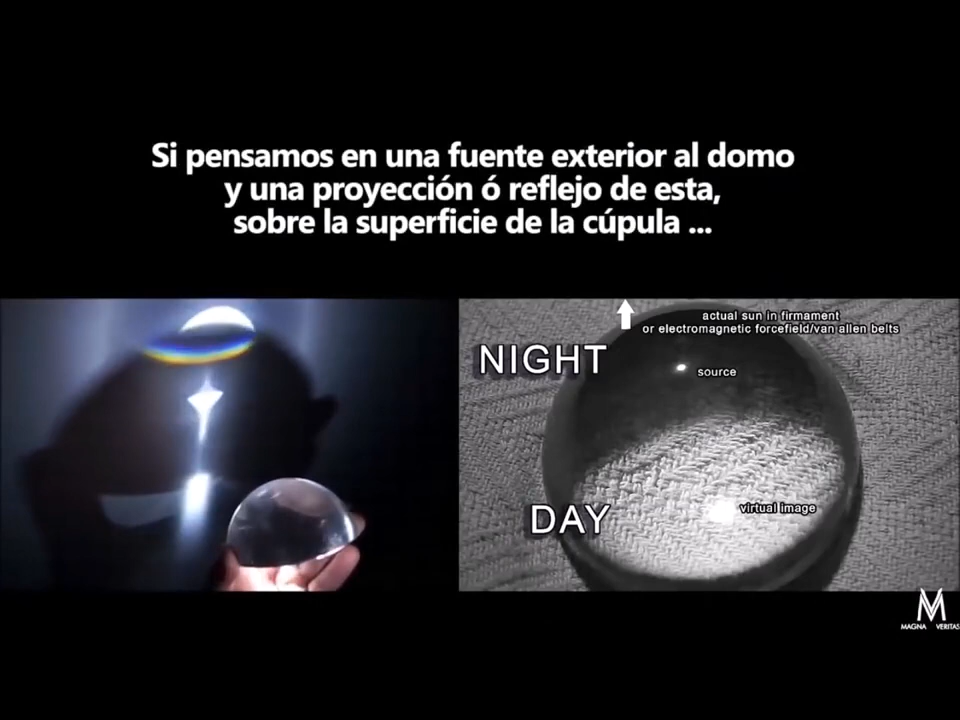 Si pensamos en una fuente exterior al domo
y una proyección ó reflejo de esta,
sobre la superficie de la cúpula ...
actual sun in firmament
or electromagnetic forcefield/van allen belts
NIGHT
source
virtual image
DAY
MAGNA VERITAS